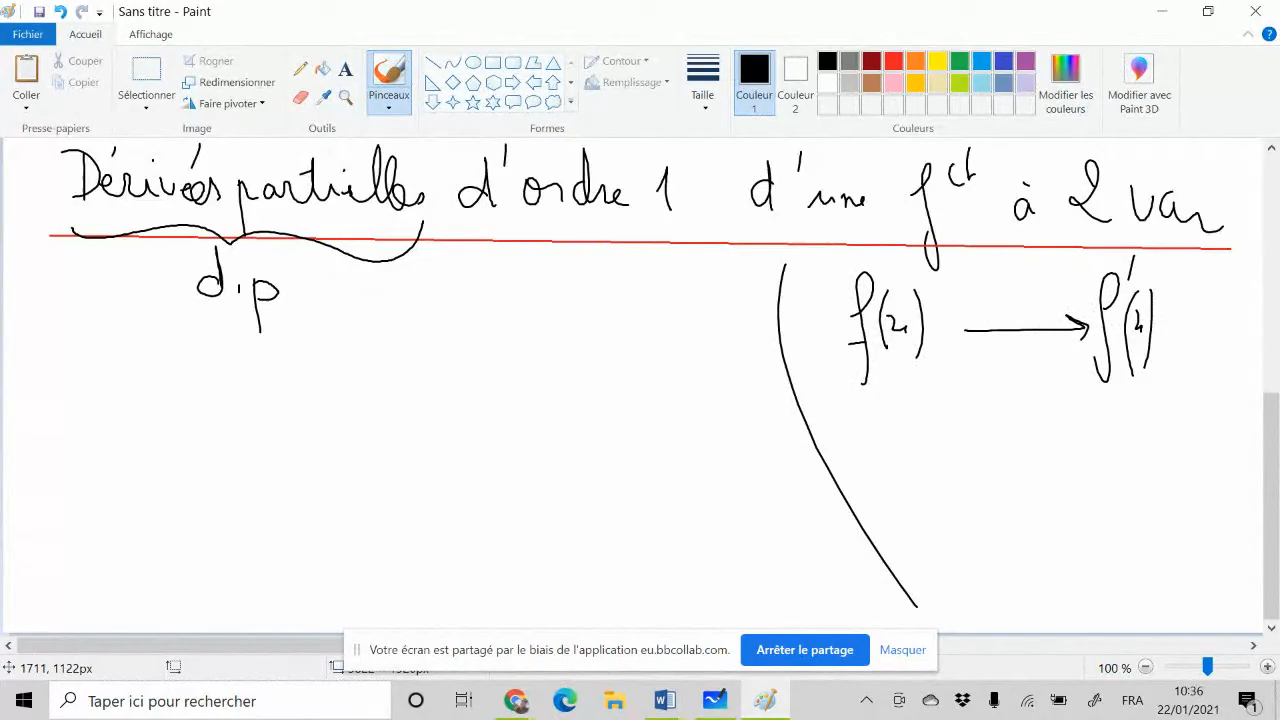 Sans titre - Paint
Fichier Accueil Affichage
Coller Couper Copier Sélectionner Rogner Redimensionner Faire pivoter Pinceaux Contour Remplissage Taille Couleur 1 Couleur 2 Modifier les couleurs Modifier avec Paint 3D
Presse-papiers Image Outils Formes Couleurs
Dérivées partielles d'ordre 1 d'une fct à 2 var
d.p
f(x) → f'(x)
Votre écran est partagé par le biais de l'application eu.bbcollab.com. Arrêter le partage Masquer
1711, 1122px 100 %
Taper ici pour rechercher FRA 10:36
22/01/2021